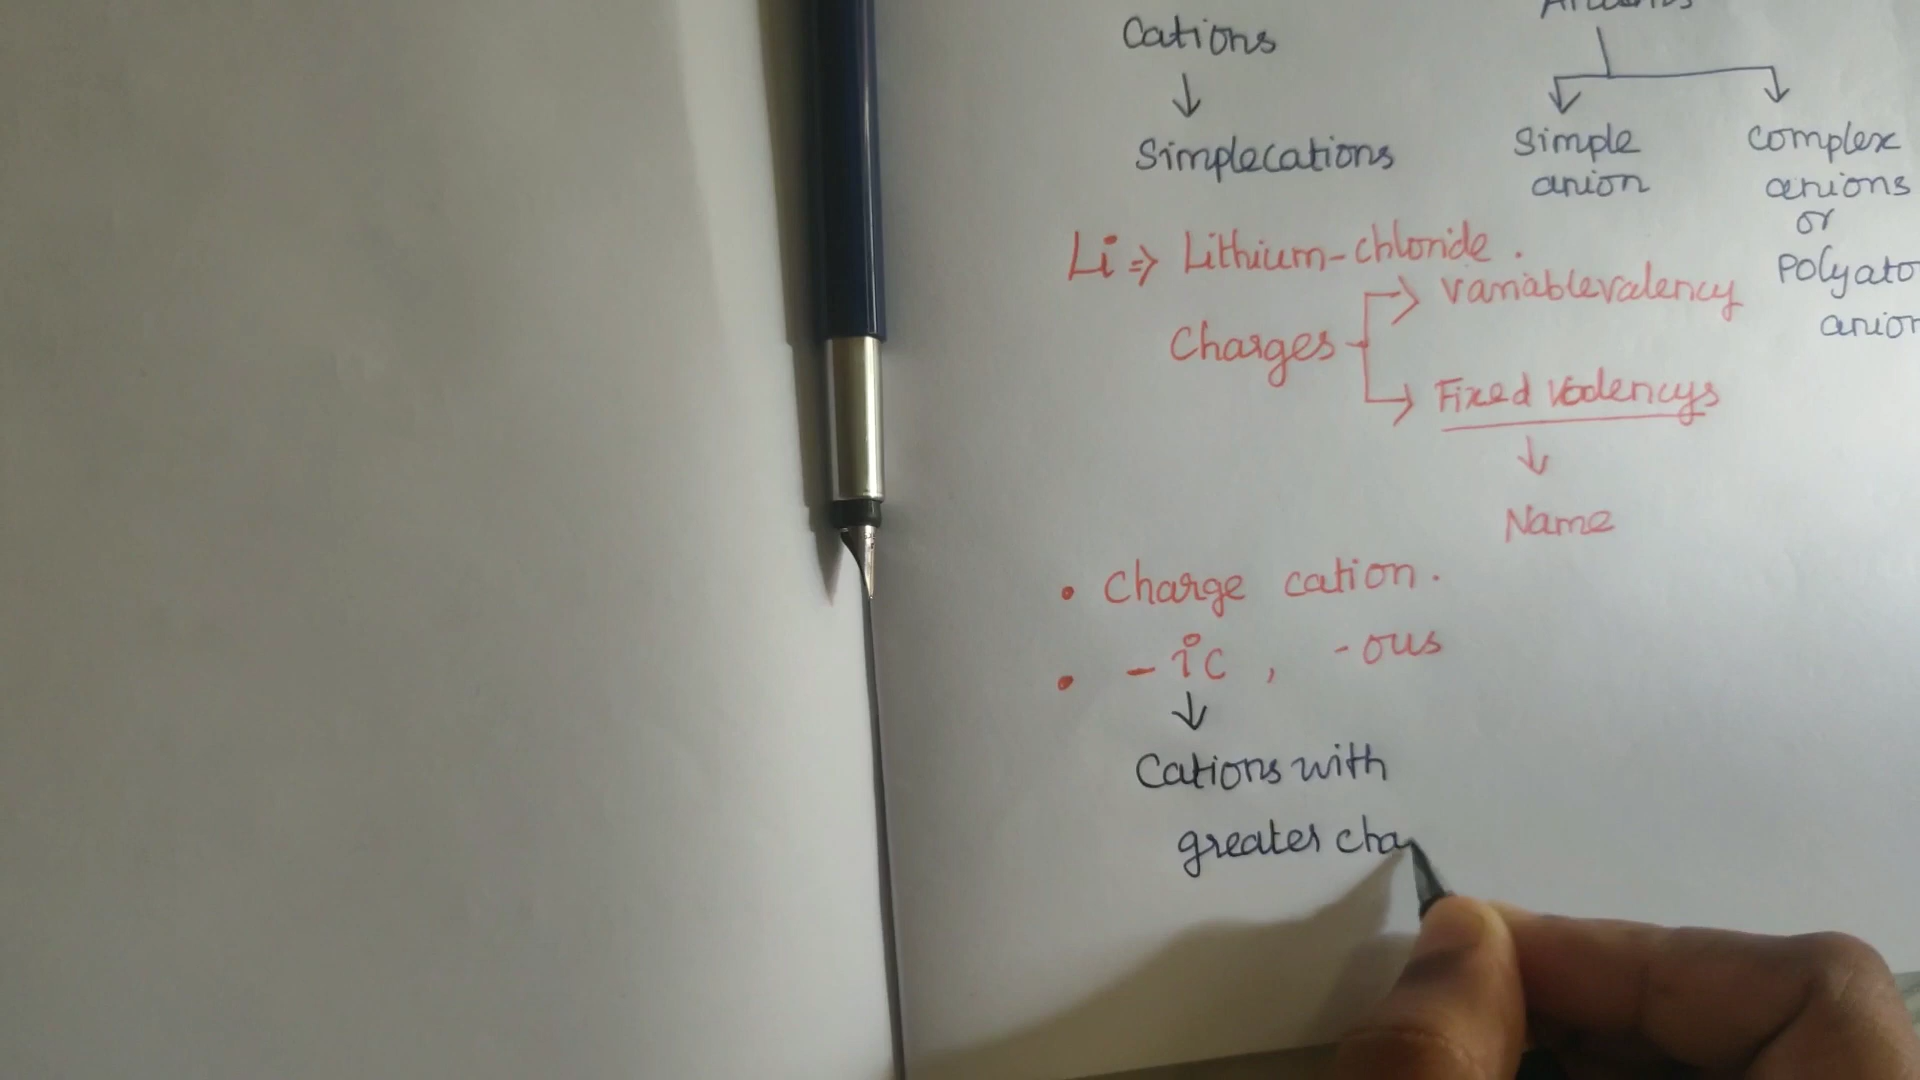 Cations
Simplecations
Simple
anion
Complex
anions
or
Li => Lithium-chloride.
Charges
variablevalency
Fixed Valencys
Name
• Charge cation.
• -ic, -ous
Cations with
greater cha